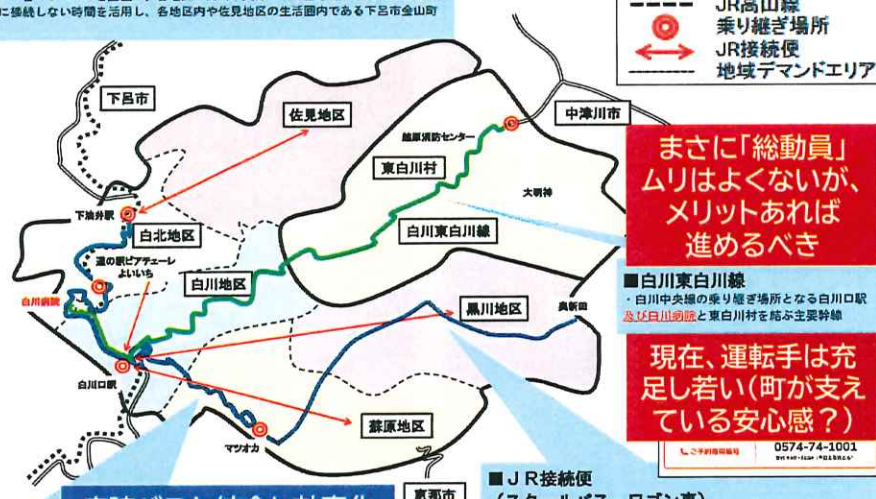 に接続しない時間を活用し、各地区内や佐見地区の生活圏内である下呂市金山町
JR高山線
乗り継ぎ場所
JR接続便
地域デマンドエリア
下呂市
佐見地区
越原消防センター
中津川市
東白川村
大明神
下油井駅
白北地区
白川東白川線
道の駅ピアチェーレ
よいいち
白川地区
白川病院
黒川地区
奥新田
白川口駅
蘇原地区
マツオカ
恵那市
まさに「総動員」
ムリはよくないが、
メリットあれば
進めるべき
■白川東白川線
・白川中央線の乗り継ぎ場所となる白川口駅
及び白川病院と東白川村を結ぶ主要幹線
現在、運転手は充
足し若い(町が支え
ている安心感?)
ご予約専用番号
0574-74-1001
■JR接続便